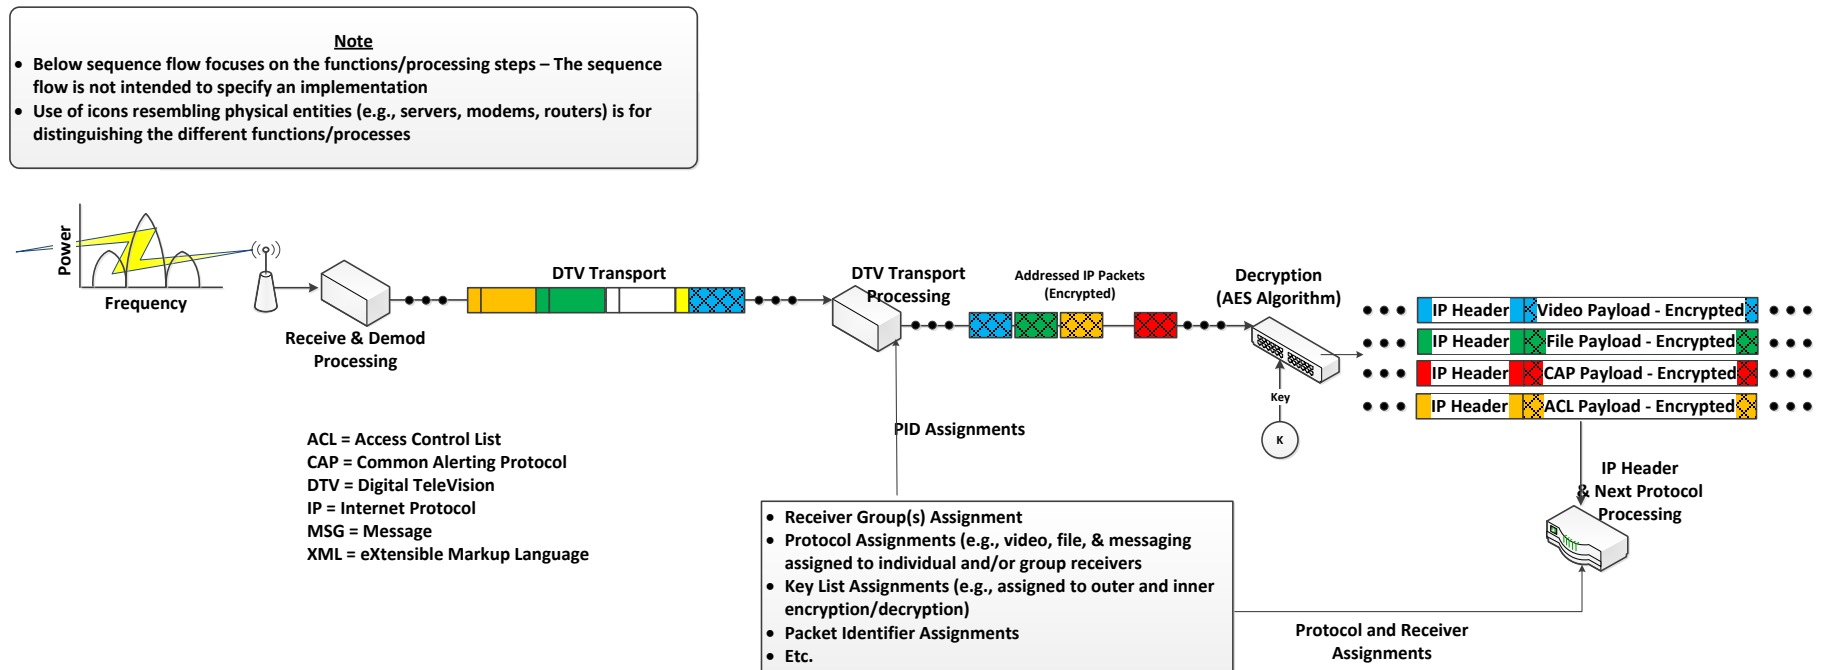 Note
• Below sequence flow focuses on the functions/processing steps – The sequence
flow is not intended to specify an implementation
• Use of icons resembling physical entities (e.g., servers, modems, routers) is for
distinguishing the different functions/processes
Power
Frequency
Receive & Demod
Processing
DTV Transport
DTV Transport
Processing
Addressed IP Packets
(Encrypted)
Decryption
(AES Algorithm)
Key
K
IP Header Video Payload - Encrypted
IP Header File Payload - Encrypted
IP Header CAP Payload - Encrypted
IP Header ACL Payload - Encrypted
PID Assignments
IP Header
& Next Protocol
Processing
ACL = Access Control List
CAP = Common Alerting Protocol
DTV = Digital TeleVision
IP = Internet Protocol
MSG = Message
XML = eXtensible Markup Language
• Receiver Group(s) Assignment
• Protocol Assignments (e.g., video, file, & messaging
assigned to individual and/or group receivers
• Key List Assignments (e.g., assigned to outer and inner
encryption/decryption)
• Packet Identifier Assignments
• Etc.
Protocol and Receiver
Assignments